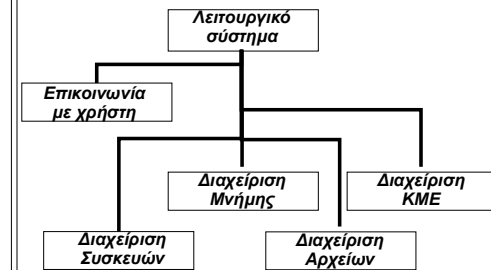 Λειτουργικό
σύστημα
Επικοινωνία
με χρήστη
Διαχείριση
Μνήμης
Διαχείριση
ΚΜΕ
Διαχείριση
Συσκευών
Διαχείριση
Αρχείων